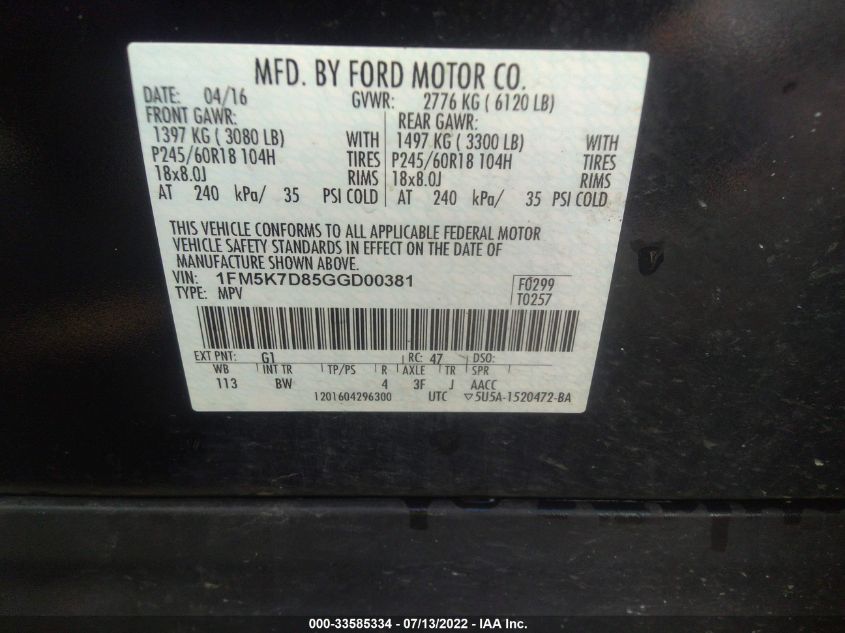 MFD. BY FORD MOTOR CO.
DATE: 04/16 GVWR: 2776 KG ( 6120 LB)
FRONT GAWR: REAR GAWR:
1397 KG ( 3080 LB) WITH 1497 KG ( 3300 LB) WITH
P245/60R18 104H TIRES P245/60R18 104H TIRES
18x8.0J RIMS 18x8.0J RIMS
AT 240 kPa/ 35 PSI COLD AT 240 kPa/ 35 PSI COLD
THIS VEHICLE CONFORMS TO ALL APPLICABLE FEDERAL MOTOR
VEHICLE SAFETY STANDARDS IN EFFECT ON THE DATE OF
MANUFACTURE SHOWN ABOVE.
VIN: 1FM5K7D85GGD00381 F0299
TYPE: MPV T0257
EXT PNT: G1 RC: 47 DSO:
WB INT TR TP/PS R AXLE TR SPR
113 BW 4 3F J AACC
1201604296300 UTC ▽5U5A-1520472-BA
000-33585334 - 07/13/2022 - IAA Inc.